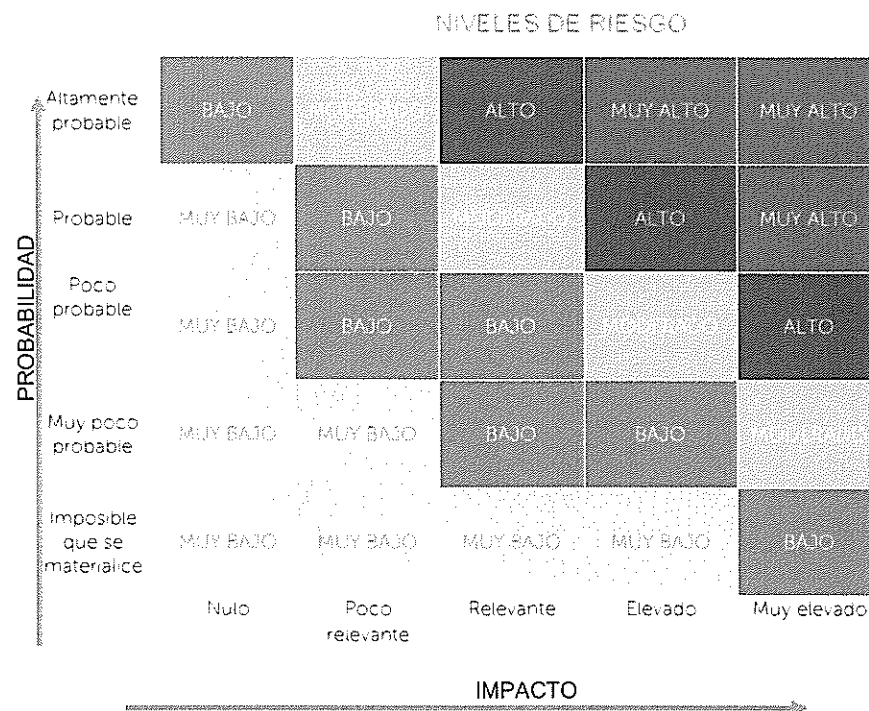 NIVELES DE RIESGO
Altamente
probable
BAJO
ALTO
MUY ALTO
MUY ALTO
Probable
MUY BAJO
BAJO
ALTO
MUY ALTO
Poco
probable
MUY BAJO
BAJO
BAJO
ALTO
Muy poco
probable
MUY BAJO
MUY BAJO
BAJO
BAJO
Imposible
que se
materialice
MUY BAJO
MUY BAJO
MUY BAJO
MUY BAJO
BAJO
Nulo
Poco
relevante
Relevante
Elevado
Muy elevado
PROBABILIDAD
IMPACTO